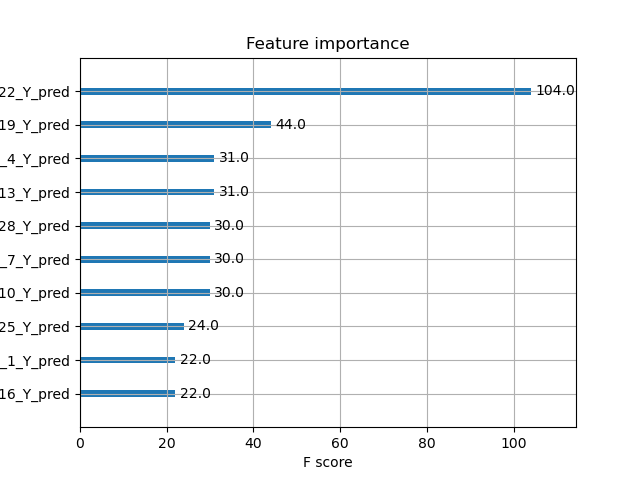 Feature importance
22_Y_pred
104.0
19_Y_pred
44.0
_4_Y_pred
31.0
13_Y_pred
31.0
28_Y_pred
30.0
_7_Y_pred
30.0
10_Y_pred
30.0
25_Y_pred
24.0
_1_Y_pred
22.0
16_Y_pred
22.0
0 20 40 60 80 100
F score